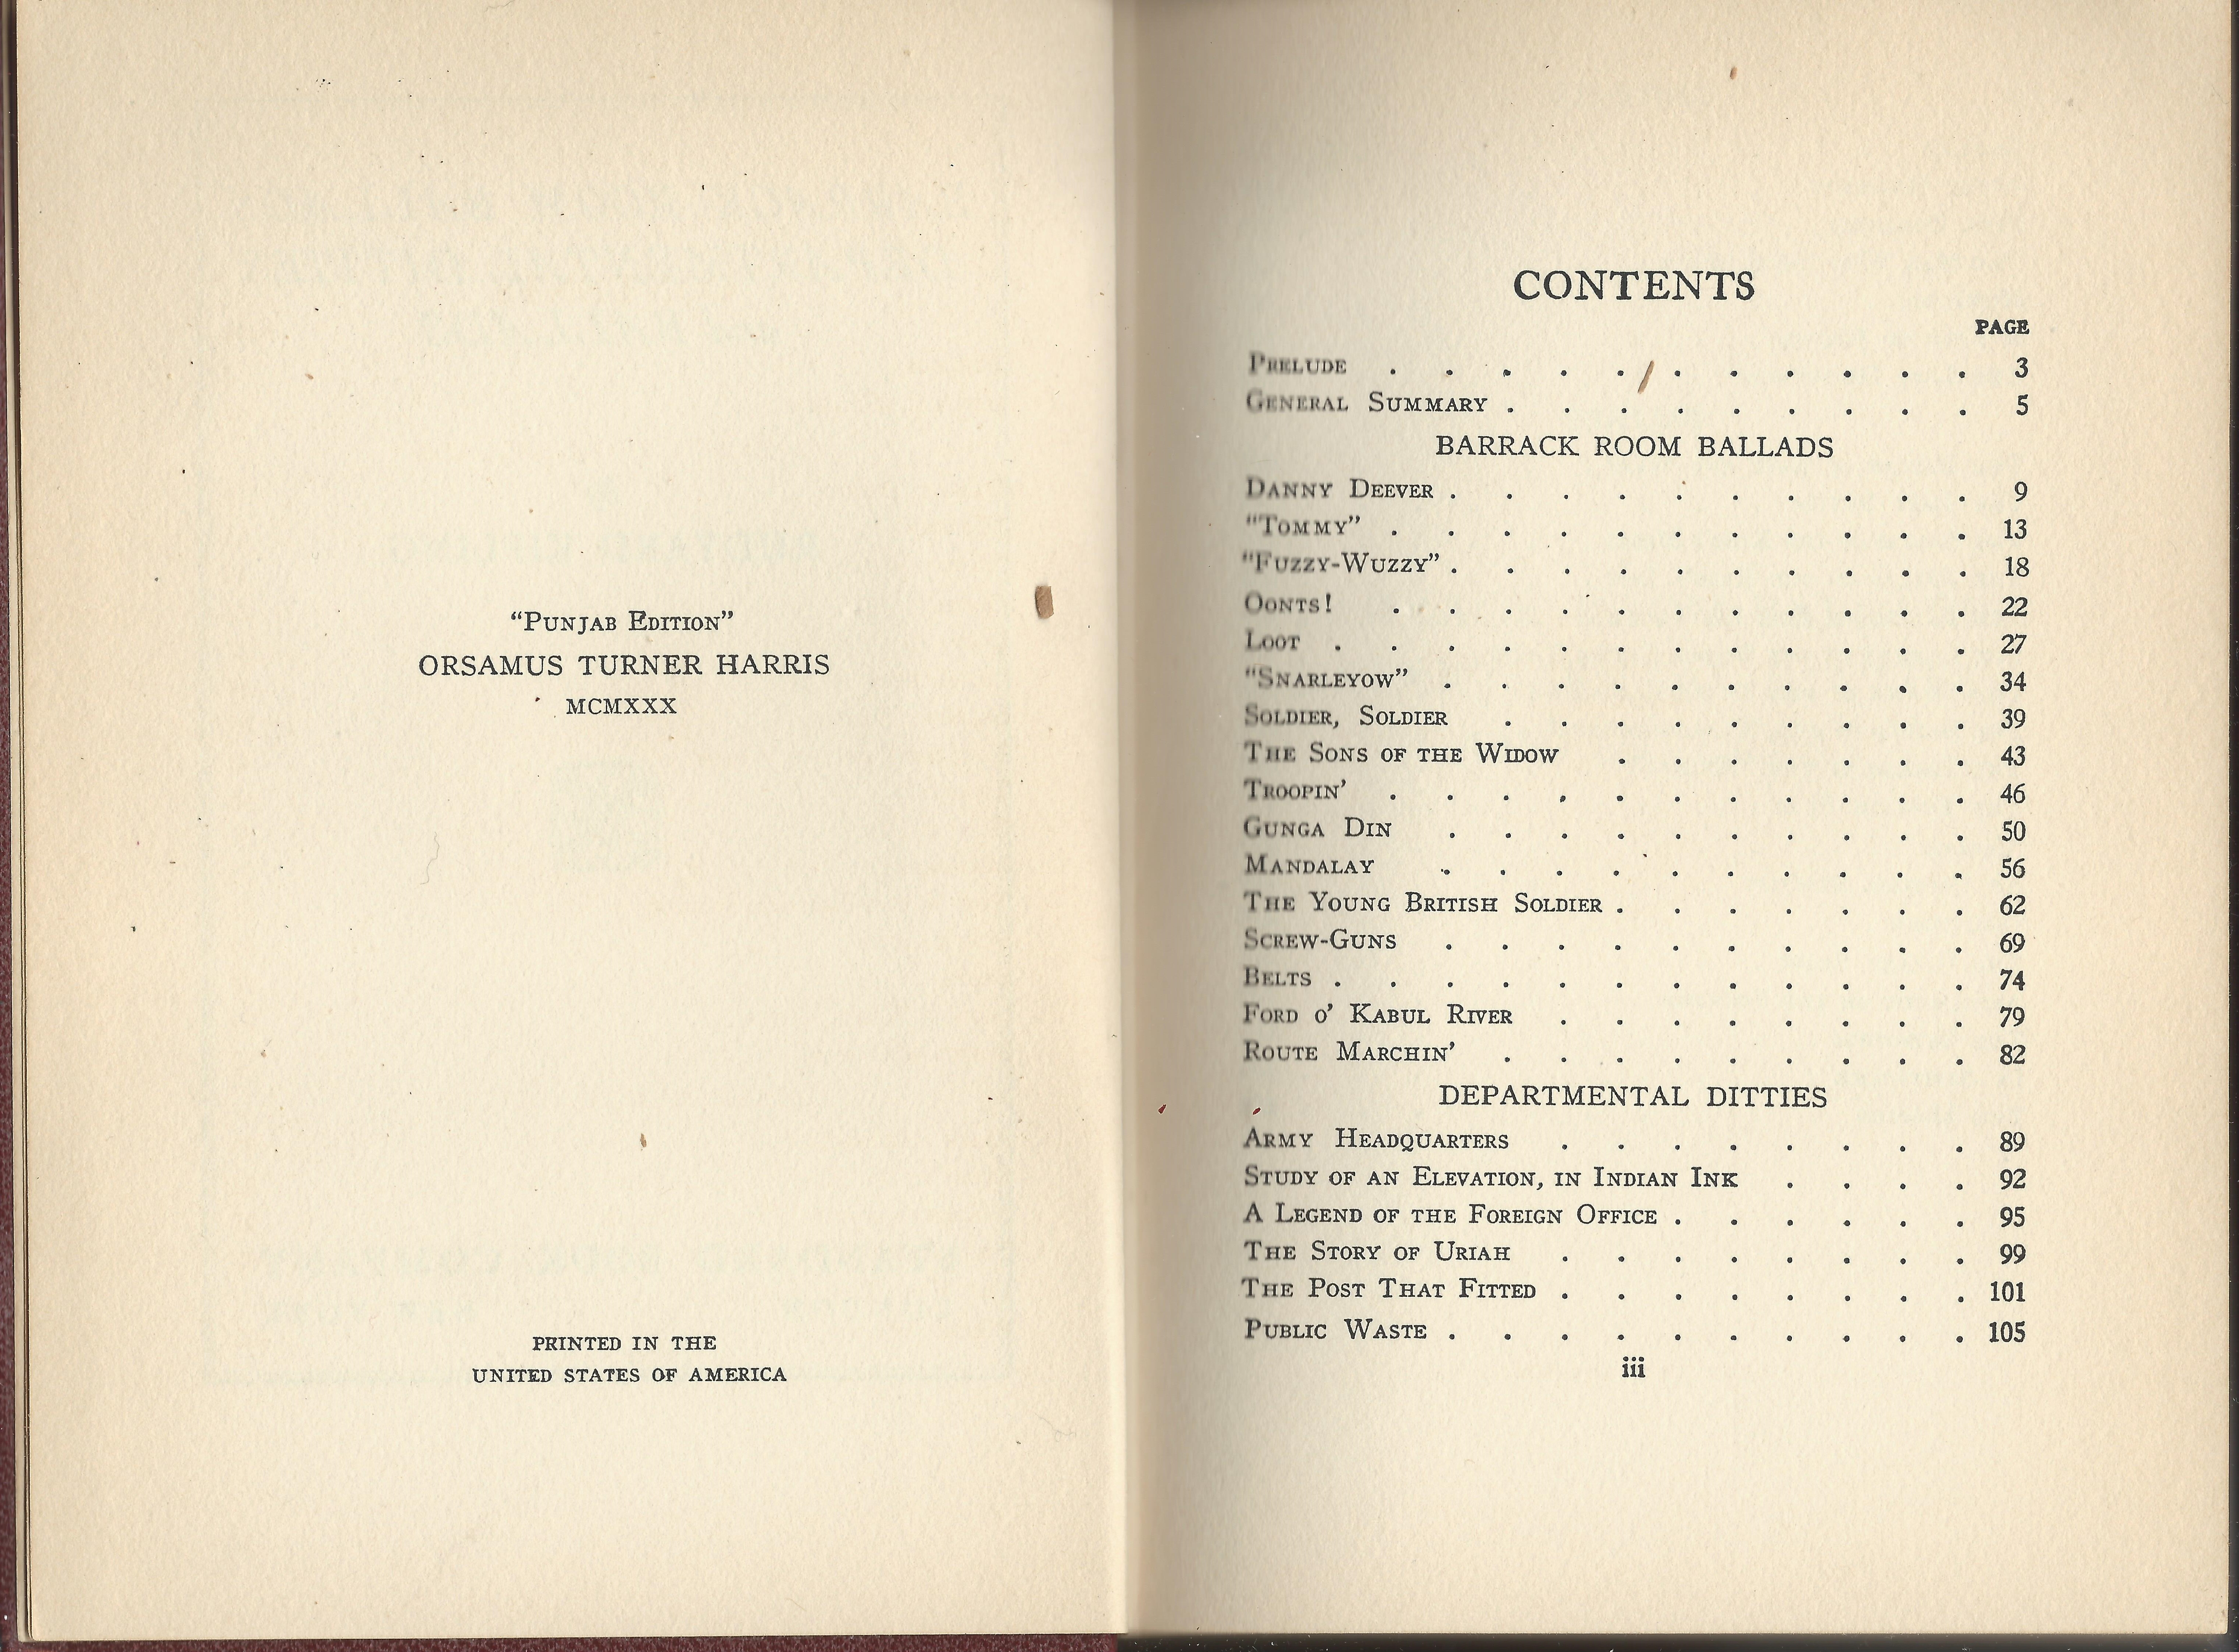 "Punjab Edition"
ORSAMUS TURNER HARRIS
MCMXXX
PRINTED IN THE
UNITED STATES OF AMERICA
CONTENTS
PAGE
Prelude . . . . . . . . . . . 3
General Summary . . . . . . . . . 5
BARRACK ROOM BALLADS
Danny Deever . . . . . . . . . . 9
"Tommy" . . . . . . . . . . . 13
"Fuzzy-Wuzzy" . . . . . . . . . . 18
Oonts! . . . . . . . . . . . 22
Loot . . . . . . . . . . . . 27
"Snarleyow" . . . . . . . . . . 34
Soldier, Soldier . . . . . . . . . 39
The Sons of the Widow . . . . . . . 43
Troopin' . . . . . . . . . . . 46
Gunga Din . . . . . . . . . . 50
Mandalay . . . . . . . . . . 56
The Young British Soldier . . . . . . . 62
Screw-Guns . . . . . . . . . . 69
Belts . . . . . . . . . . . . 74
Ford o' Kabul River . . . . . . . . 79
Route Marchin' . . . . . . . . . 82
DEPARTMENTAL DITTIES
Army Headquarters . . . . . . . . 89
Study of an Elevation, in Indian Ink . . . . 92
A Legend of the Foreign Office . . . . . . 95
The Story of Uriah . . . . . . . . 99
The Post That Fitted . . . . . . . . 101
Public Waste . . . . . . . . . . 105
iii